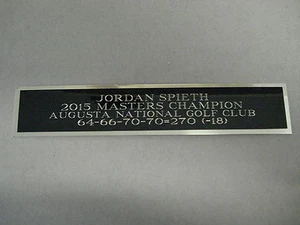 JORDAN SPIETH
2015 MASTERS CHAMPION
AUGUSTA NATIONAL GOLF CLUB
64-66-70-70=270 (-18)